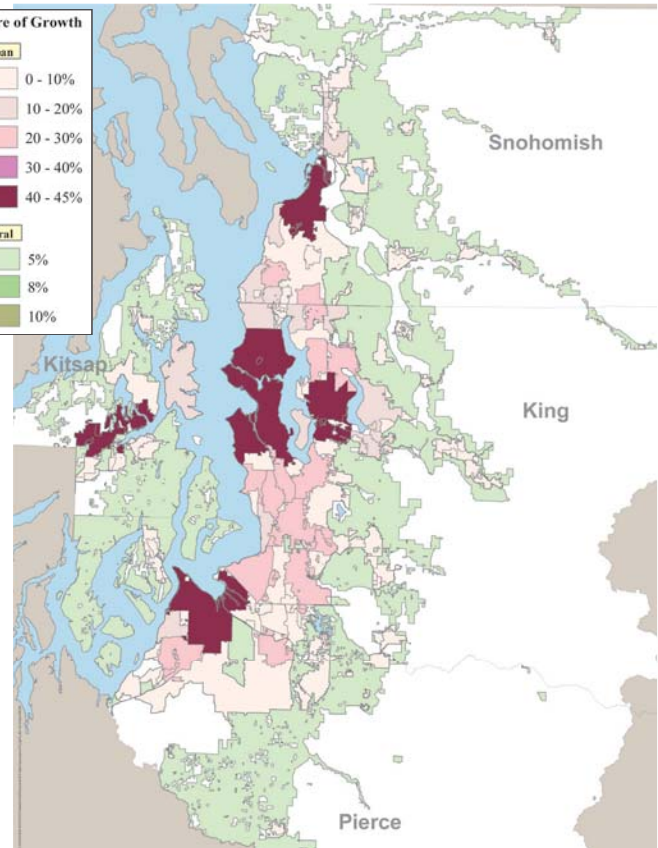 re of Growth
an
0 - 10%
10 - 20%
20 - 30%
30 - 40%
40 - 45%
ral
5%
8%
10%
Snohomish
Kitsap
King
Pierce